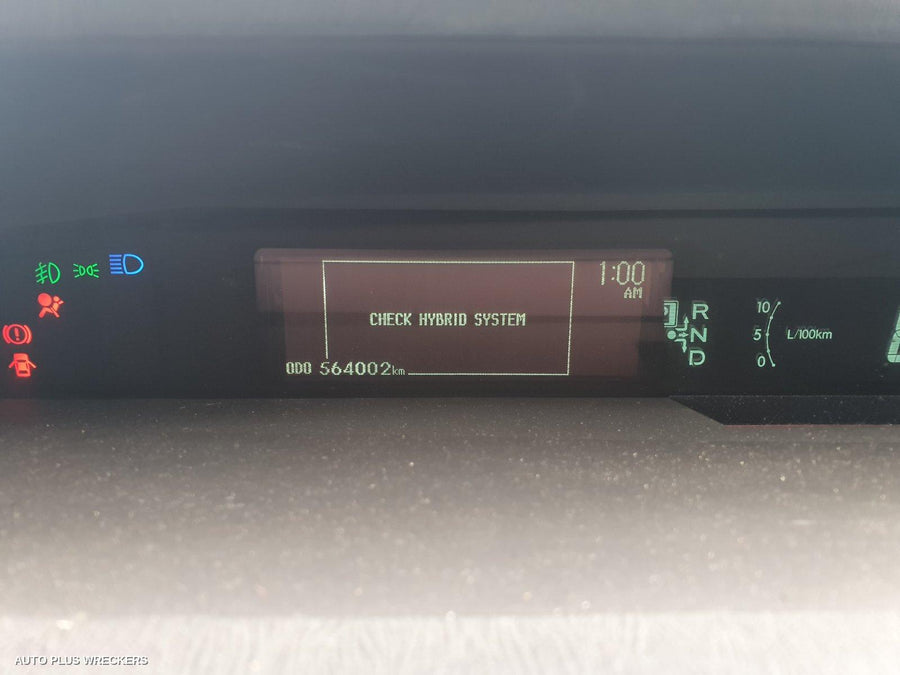 1:00
AM
CHECK HYBRID SYSTEM
ODO 564002km
R
N
D
10
5
0
L/100km
AUTO PLUS WRECKERS